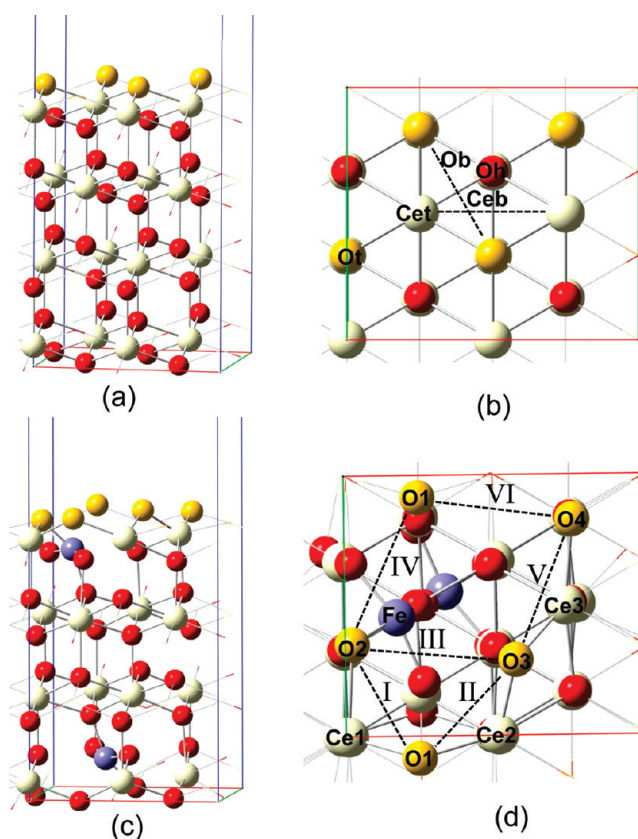 (a)
Ob
Oh
Ceb
Cet
Ot
(b)
(c)
O1
VI
O4
IV
V
Fe
Ce3
III
O2
O3
I
II
Ce1
Ce2
O1
(d)